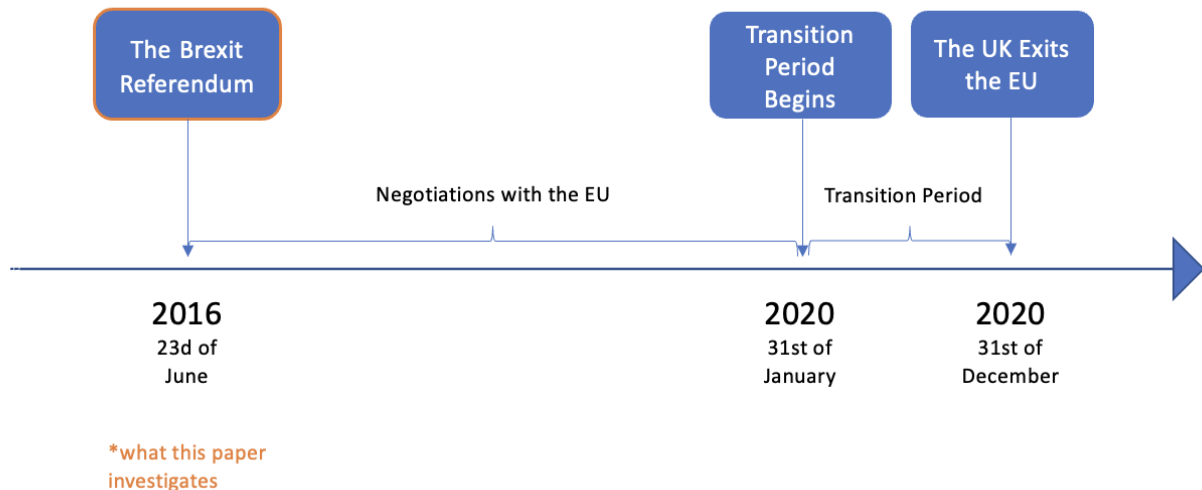 The Brexit
Referendum
Transition
Period
Begins
The UK Exits
the EU
Negotiations with the EU
Transition Period
2016
23d of
June
2020
31st of
January
2020
31st of
December
*what this paper
investigates